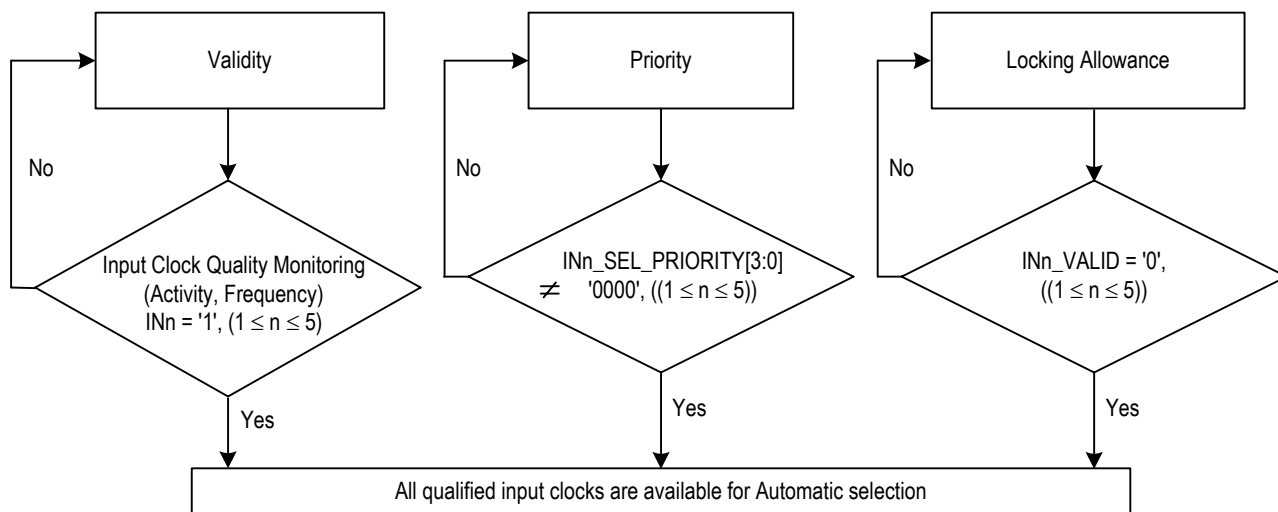 Validity
Priority
Locking Allowance
No
No
No
Input Clock Quality Monitoring
(Activity, Frequency)
INn = '1', (1 ≤ n ≤ 5)
INn_SEL_PRIORITY[3:0]
≠ '0000', ((1 ≤ n ≤ 5))
INn_VALID = '0',
((1 ≤ n ≤ 5))
Yes
Yes
Yes
All qualified input clocks are available for Automatic selection